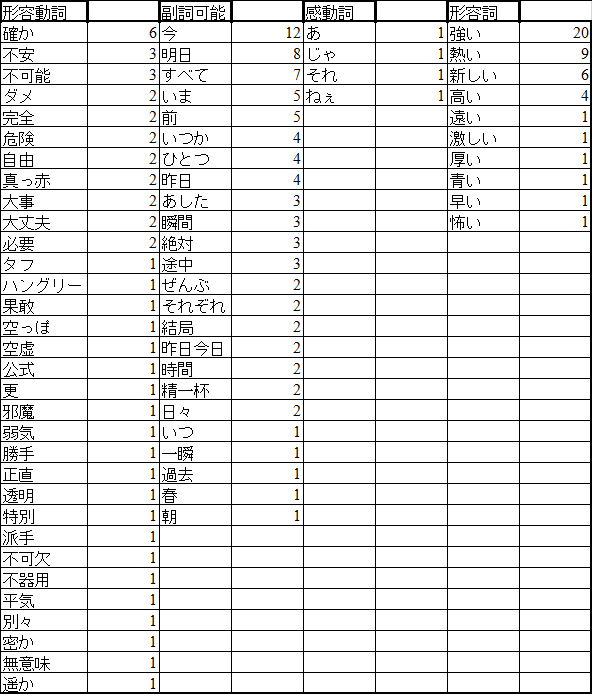 形容動詞 副詞可能 感動詞 形容詞
確か 6 今 12 あ 1 強い 20
不安 3 明日 8 じゃ 1 熱い 9
不可能 3 すべて 7 それ 1 新しい 6
ダメ 2 いま 5 ねぇ 1 高い 4
完全 2 前 5 遠い 1
危険 2 いつか 4 激しい 1
自由 2 ひとつ 4 厚い 1
真っ赤 2 昨日 4 青い 1
大事 2 あした 3 早い 1
大丈夫 2 瞬間 3 怖い 1
必要 2 絶対 3
タフ 1 途中 3
ハングリー 1 ぜんぶ 2
果敢 1 それぞれ 2
空っぽ 1 結局 2
空虚 1 昨日今日 2
公式 1 時間 2
更 1 精一杯 2
邪魔 1 日々 2
弱気 1 いつ 1
勝手 1 一瞬 1
正直 1 過去 1
透明 1 春 1
特別 1 朝 1
派手 1
不可欠 1
不器用 1
平気 1
別々 1
密か 1
無意味 1
遥か 1